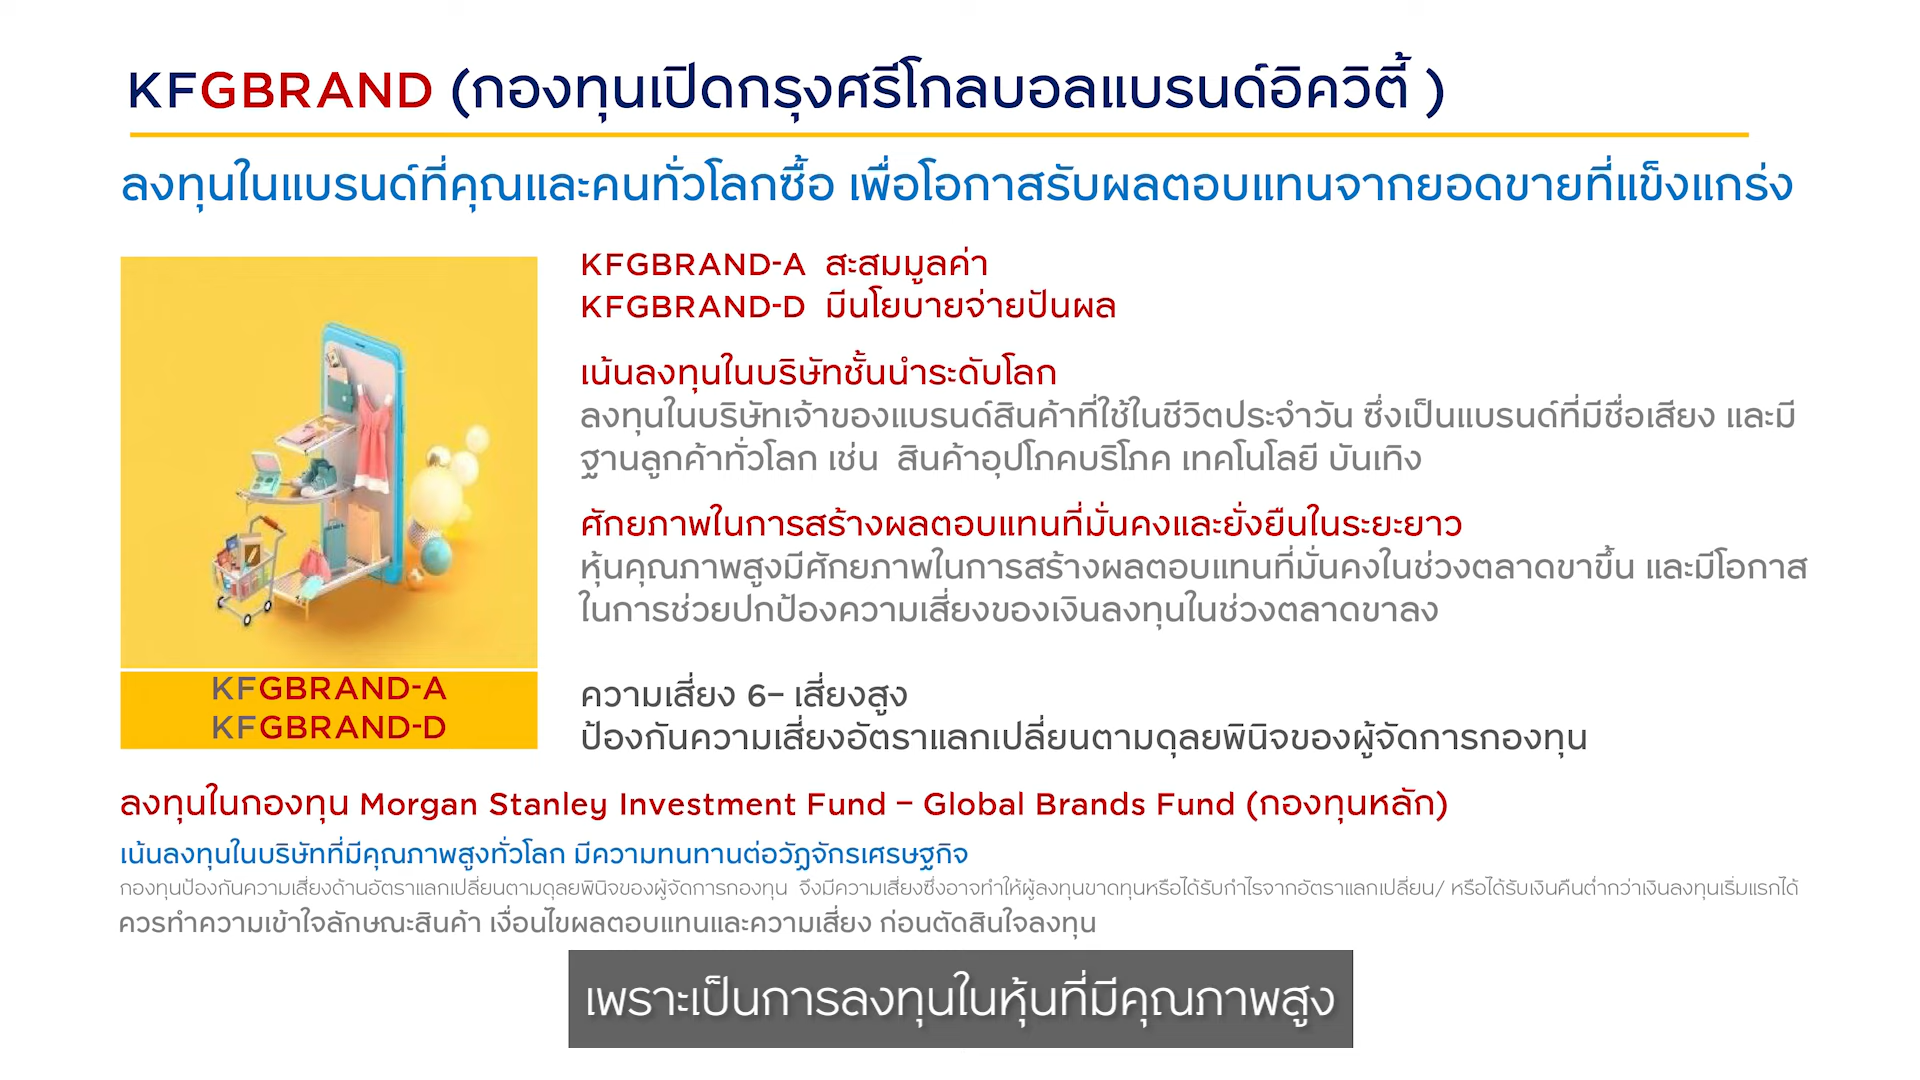 KFGBRAND (กองทุนเปิดกรุงศรีโกลบอลแบรนด์อิควิตี้ )
ลงทุนในแบรนด์ที่คุณและคนทั่วโลกซื้อ เพื่อโอกาสรับผลตอบแทนจากยอดขายที่แข็งแกร่ง
KFGBRAND-A สะสมมูลค่า
KFGBRAND-D มีนโยบายจ่ายปันผล
เน้นลงทุนในบริษัทชั้นนำระดับโลก
ลงทุนในบริษัทเจ้าของแบรนด์สินค้าที่ใช้ในชีวิตประจำวัน ซึ่งเป็นแบรนด์ที่มีชื่อเสียง และมี
ฐานลูกค้าทั่วโลก เช่น สินค้าอุปโภคบริโภค เทคโนโลยี บันเทิง
ศักยภาพในการสร้างผลตอบแทนที่มั่นคงและยั่งยืนในระยะยาว
หุ้นคุณภาพสูงมีศักยภาพในการสร้างผลตอบแทนที่มั่นคงในช่วงตลาดขาขึ้น และมีโอกาส
ในการช่วยปกป้องความเสี่ยงของเงินลงทุนในช่วงตลาดขาลง
KFGBRAND-A
KFGBRAND-D
ความเสี่ยง 6– เสี่ยงสูง
ป้องกันความเสี่ยงอัตราแลกเปลี่ยนตามดุลยพินิจของผู้จัดการกองทุน
ลงทุนในกองทุน Morgan Stanley Investment Fund – Global Brands Fund (กองทุนหลัก)
เน้นลงทุนในบริษัทที่มีคุณภาพสูงทั่วโลก มีความทนทานต่อวัฏจักรเศรษฐกิจ
กองทุนป้องกันความเสี่ยงด้านอัตราแลกเปลี่ยนตามดุลยพินิจของผู้จัดการกองทุน จึงมีความเสี่ยงซึ่งอาจทำให้ผู้ลงทุนขาดทุนหรือได้รับกำไรจากอัตราแลกเปลี่ยน/ หรือได้รับเงินคืนต่ำกว่าเงินลงทุนเริ่มแรกได้
ควรทำความเข้าใจลักษณะสินค้า เงื่อนไขผลตอบแทนและความเสี่ยง ก่อนตัดสินใจลงทุน
เพราะเป็นการลงทุนในหุ้นที่มีคุณภาพสูง